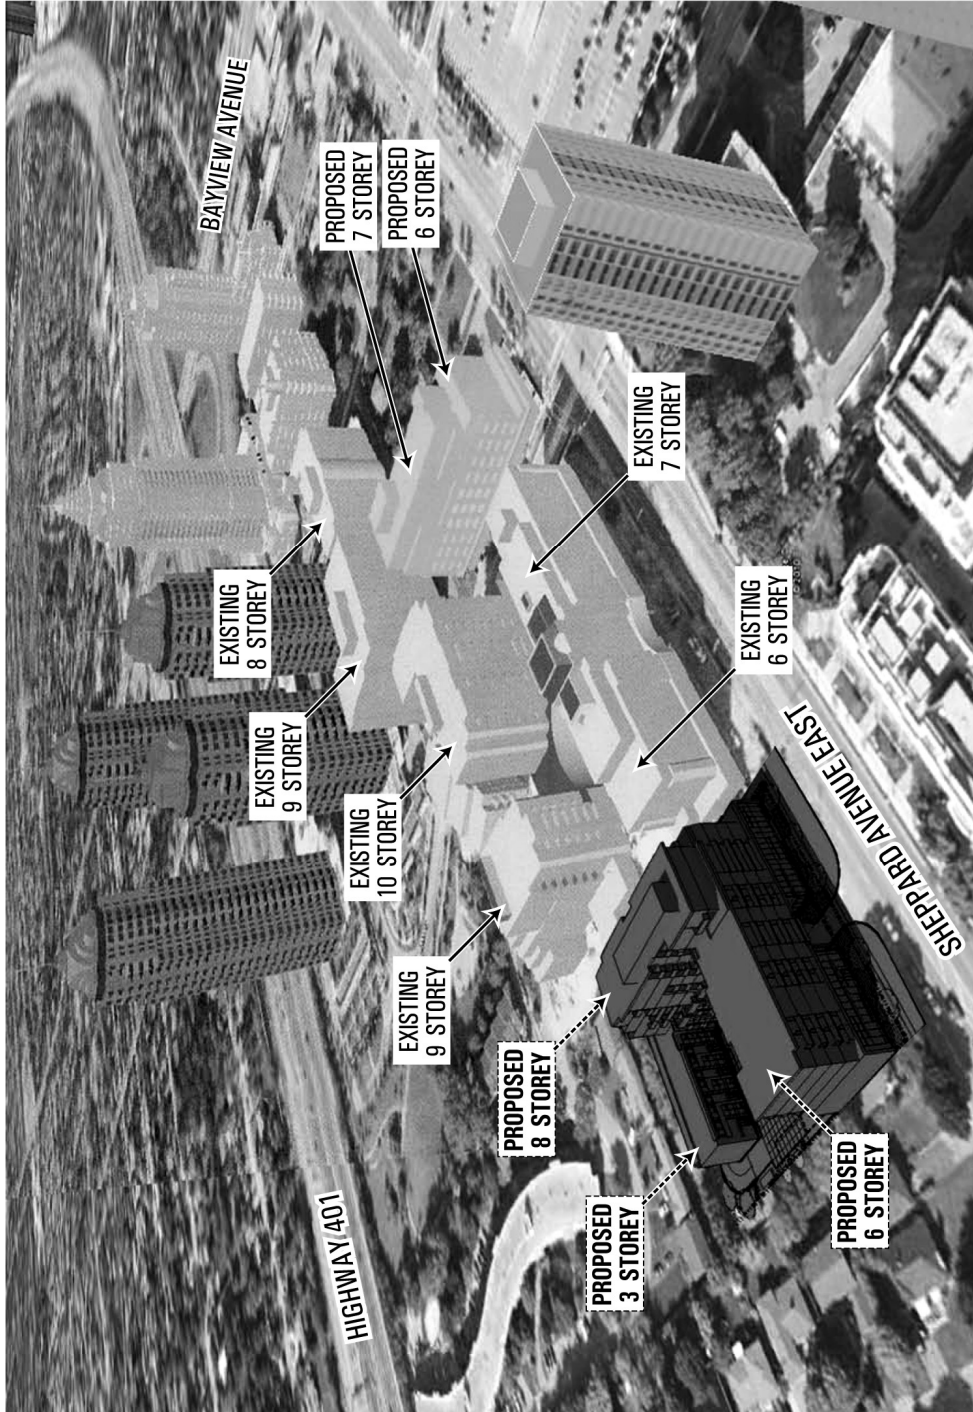 BAYVIEW AVENUE
PROPOSED
7 STOREY
PROPOSED
6 STOREY
EXISTING
7 STOREY
EXISTING
8 STOREY
EXISTING
6 STOREY
EXISTING
9 STOREY
EXISTING
10 STOREY
EXISTING
9 STOREY
SHEPPARD AVENUE EAST
PROPOSED
8 STOREY
HIGHWAY 401
PROPOSED
3 STOREY
PROPOSED
6 STOREY